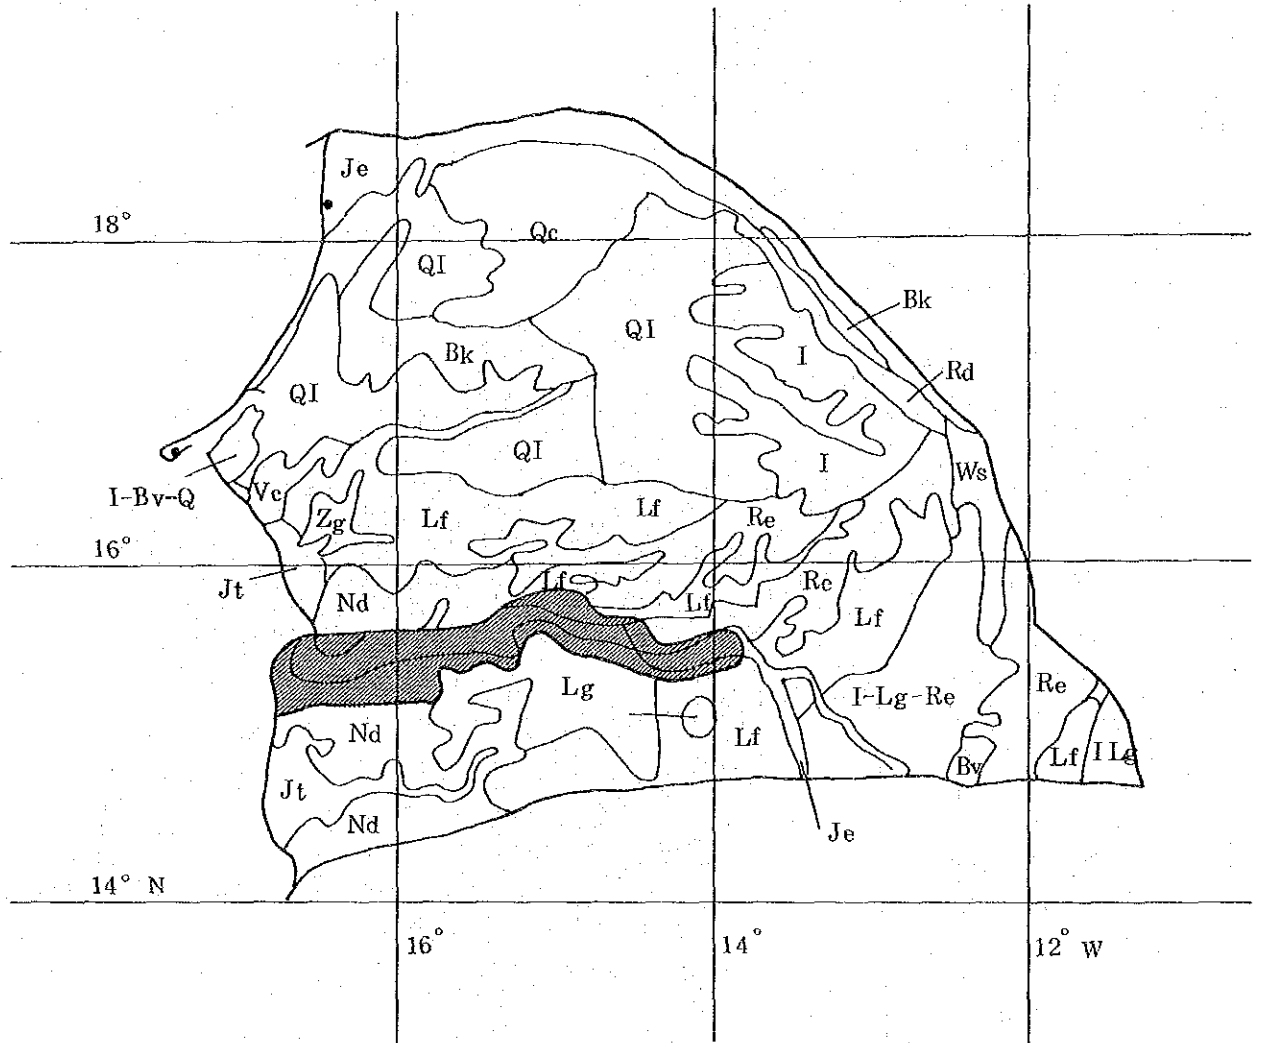 Je
18°
Qc
QI
Bk
QI
Bk
I
Rd
QI
QI
I
Ws
I-Bv-Q
Vc
Zg
Lf
Lf
Re
16°
Jt
Nd
Lf
Lf
Rc
Lf
Lg
I-Lg-Re
Re
Nd
Lf
Bv
Lf
I Lg
Jt
Nd
Je
14° N
16°
14°
12° W